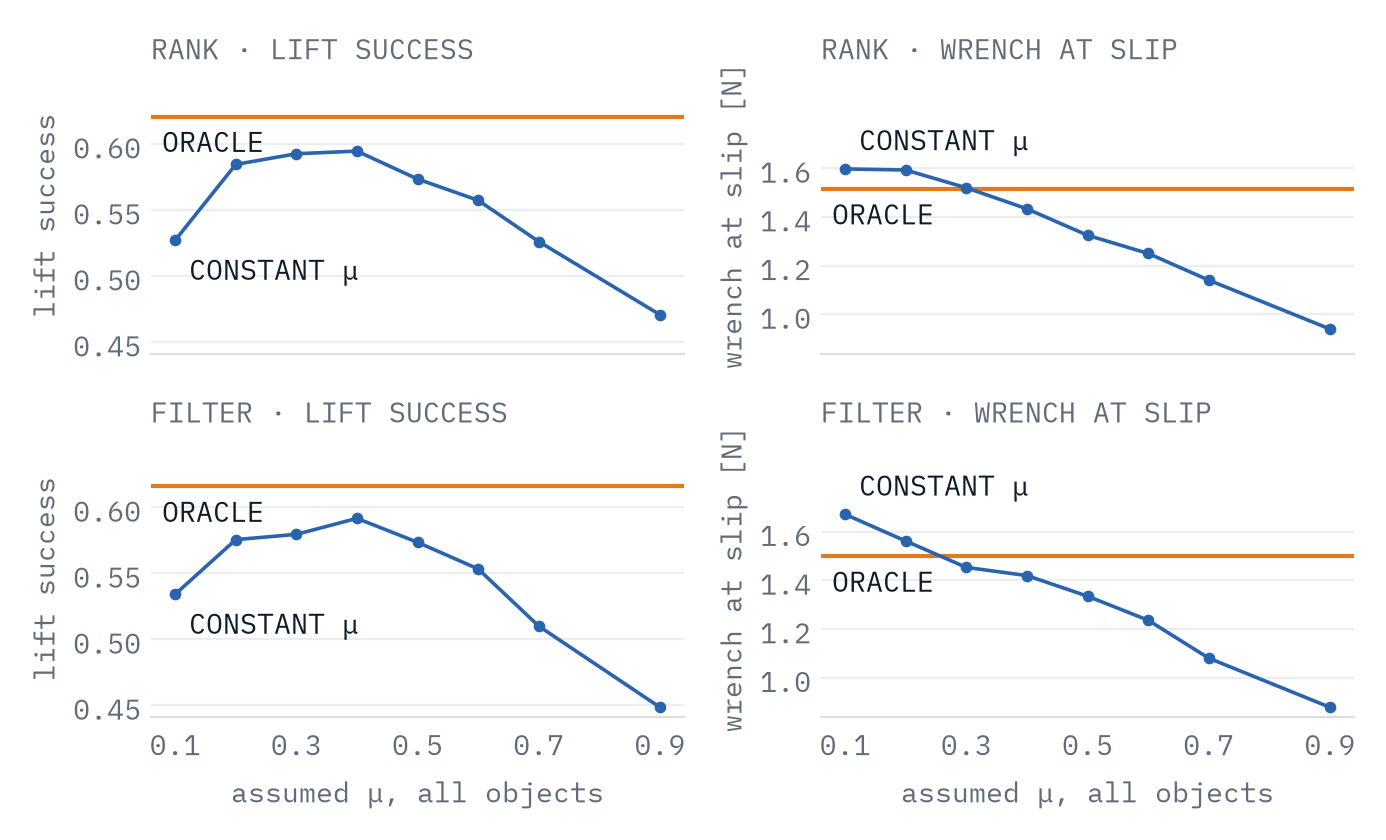 RANK · LIFT SUCCESS
lift success
0.60
0.55
0.50
0.45
ORACLE
CONSTANT μ
RANK · WRENCH AT SLIP
wrench at slip [N]
1.6
1.4
1.2
1.0
CONSTANT μ
ORACLE
FILTER · LIFT SUCCESS
lift success
0.60
0.55
0.50
0.45
ORACLE
CONSTANT μ
0.1 0.3 0.5 0.7 0.9
assumed μ, all objects
FILTER · WRENCH AT SLIP
wrench at slip [N]
1.6
1.4
1.2
1.0
CONSTANT μ
ORACLE
0.1 0.3 0.5 0.7 0.9
assumed μ, all objects